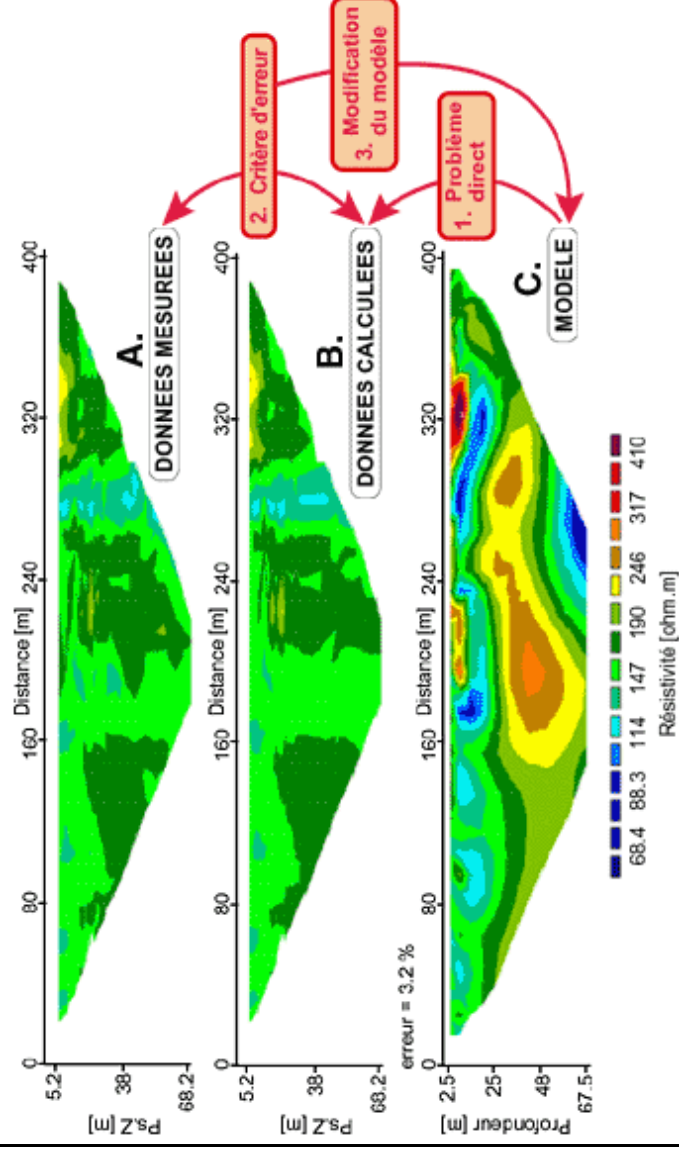 Distance [m]
0
80
160
240
320
400
Ps.Z [m]
5.2
38
68.2
A.
DONNEES MESUREES
2. Critère d'erreur
Distance [m]
0
80
160
240
320
400
Ps.Z [m]
5.2
38
68.2
B.
DONNEES CALCULEES
3. Modification
du modèle
1. Problème
direct
erreur = 3.2 %
Distance [m]
0
80
160
240
320
400
Profondeur
[m]
2.5
25
48
67.5
C.
MODELE
68.4 88.3 114 147 190 246 317 410
Résistivité [ohm.m]